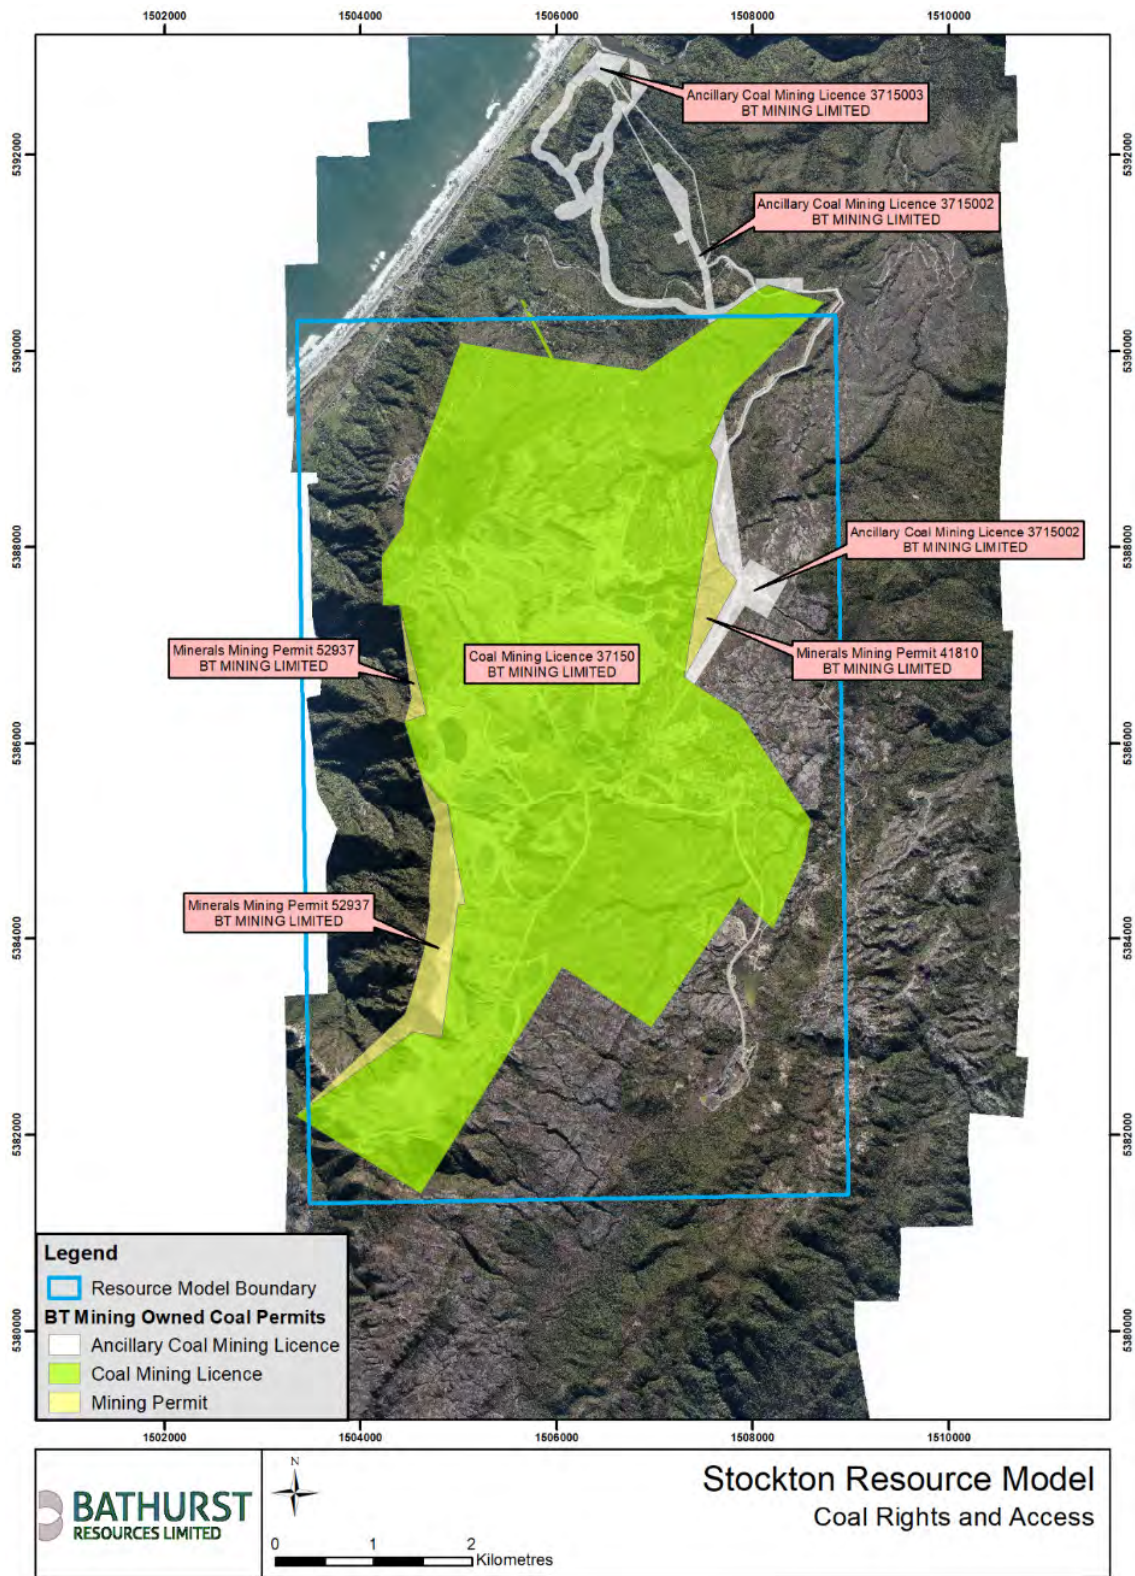 1502000
1504000
1506000
1508000
1510000
5392000
5390000
5388000
5386000
5384000
5382000
5380000
5392000
5390000
5388000
5386000
5384000
5382000
5380000
Ancillary Coal Mining Licence 3715003
BT MINING LIMITED
Ancillary Coal Mining Licence 3715002
BT MINING LIMITED
Ancillary Coal Mining Licence 3715002
BT MINING LIMITED
Minerals Mining Permit 52937
BT MINING LIMITED
Coal Mining Licence 37150
BT MINING LIMITED
Minerals Mining Permit 41810
BT MINING LIMITED
Minerals Mining Permit 52937
BT MINING LIMITED
Legend
Resource Model Boundary
BT Mining Owned Coal Permits
Ancillary Coal Mining Licence
Coal Mining Licence
Mining Permit
1502000
1504000
1506000
1508000
1510000
BATHURST
RESOURCES LIMITED
N
0 1 2
Kilometres
Stockton Resource Model
Coal Rights and Access